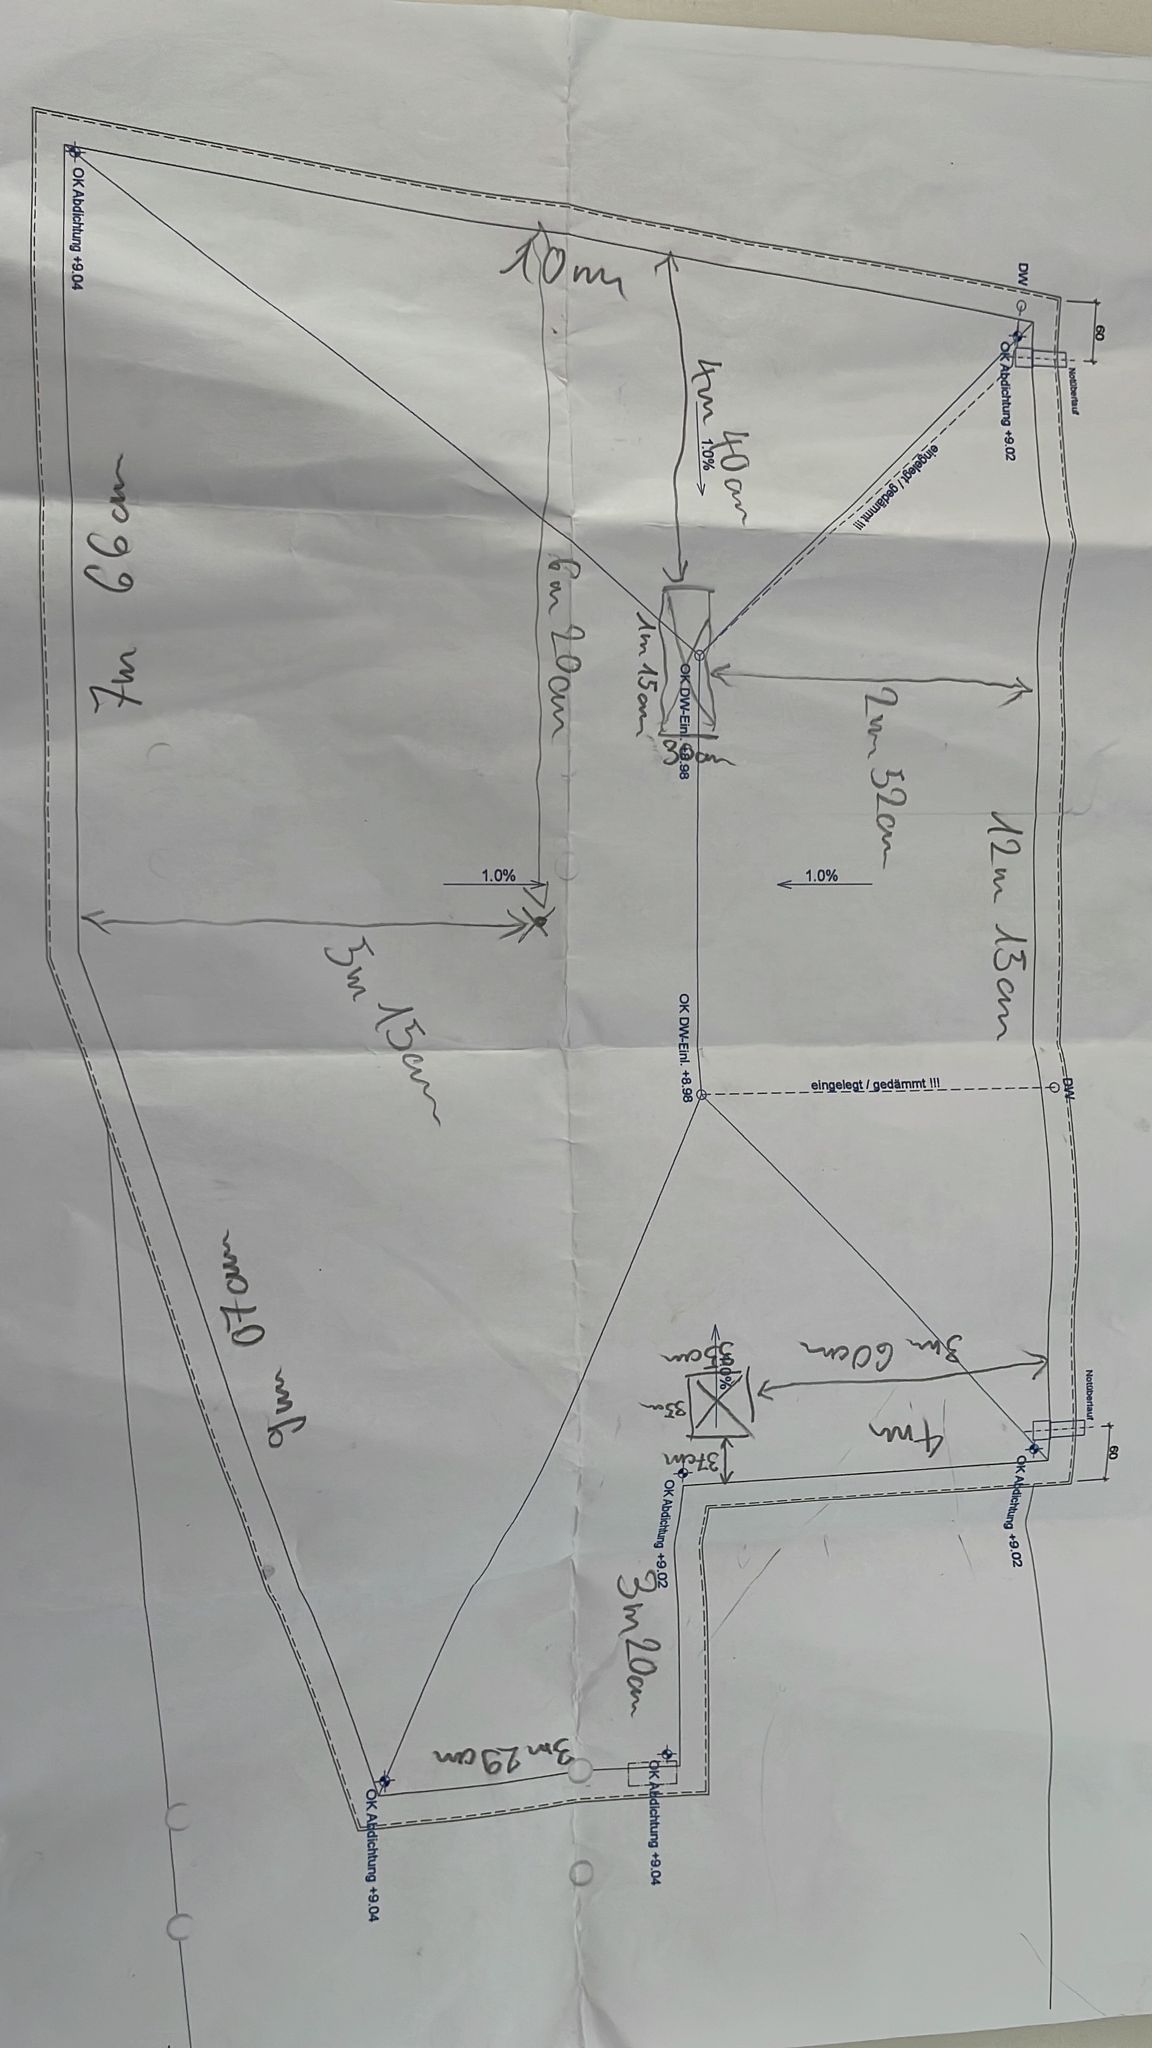 60
60
Notüberlauf
Notüberlauf
DW
DW
OK Abdichtung +9.02
OK Abdichtung +9.02
12m 15cm
eingelegt / gedämmt !!!
eingelegt / gedämmt !!!
2m 52cm
1.0%
3m 60cm
4m
4m 40cm
1.0%
OK DW-Einl. +8.98
30cm
1m 15cm
OK DW-Einl. +8.98
35cm
35cm
37cm
OK Abdichtung +9.02
OK Abdichtung +9.04
3m 20cm
10m
6m 20cm
1.0%
3m 29cm
5m 15cm
OK Abdichtung +9.04
9m 07cm
7m 66cm
OK Abdichtung +9.04